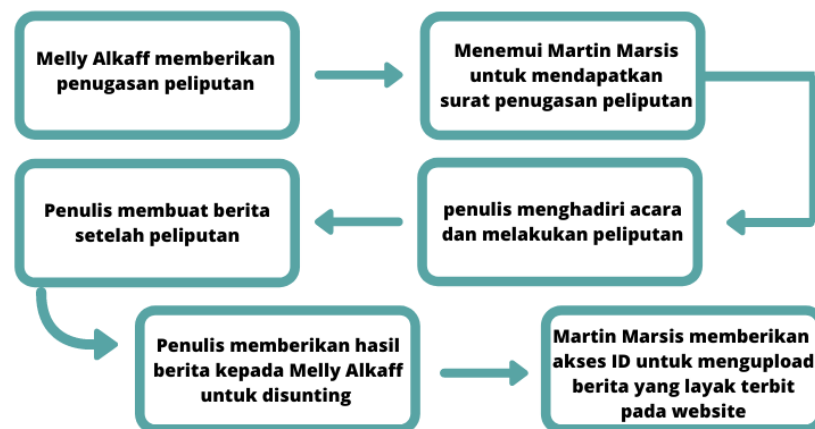 Melly Alkaff memberikan
penugasan peliputan
Menemui Martin Marsis
untuk mendapatkan
surat penugasan peliputan
penulis menghadiri acara
dan melakukan peliputan
Penulis membuat berita
setelah peliputan
Penulis memberikan hasil
berita kepada Melly Alkaff
untuk disunting
Martin Marsis memberikan
akses ID untuk mengupload
berita yang layak terbit
pada website